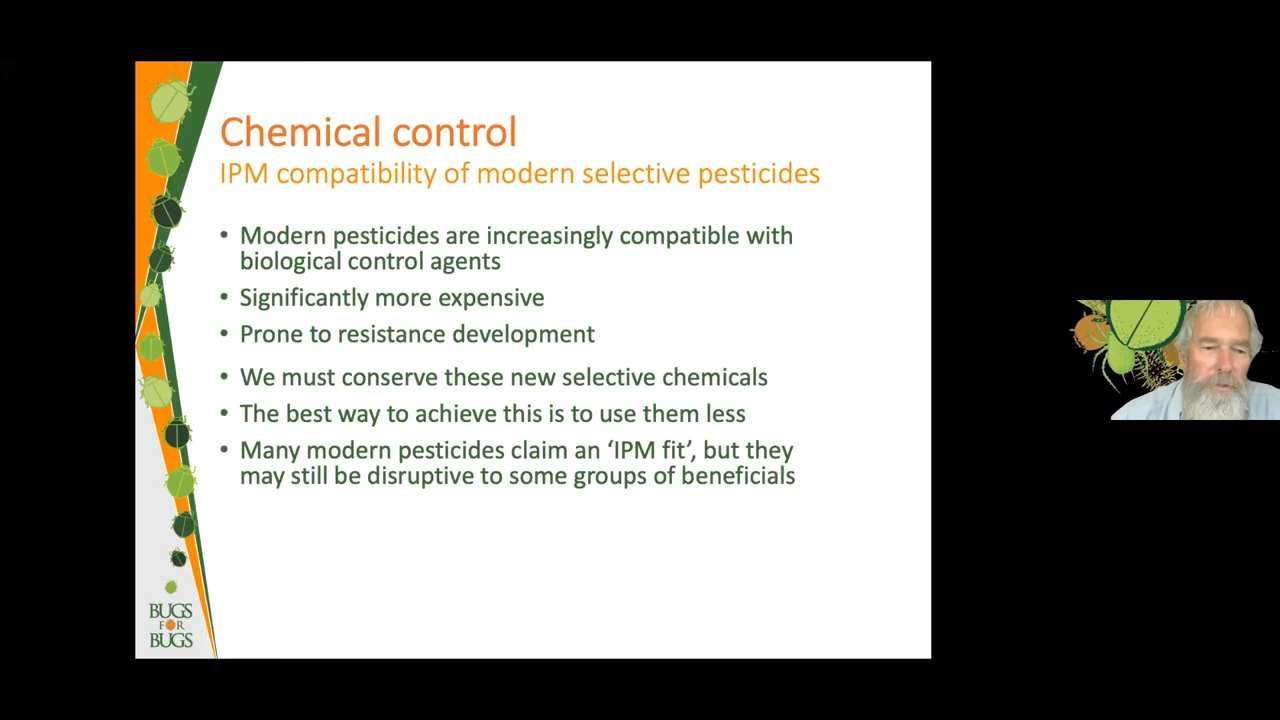 Chemical control
IPM compatibility of modern selective pesticides
• Modern pesticides are increasingly compatible with
biological control agents
• Significantly more expensive
• Prone to resistance development
• We must conserve these new selective chemicals
• The best way to achieve this is to use them less
• Many modern pesticides claim an ‘IPM fit’, but they
may still be disruptive to some groups of beneficials
BUGS
FOR
BUGS